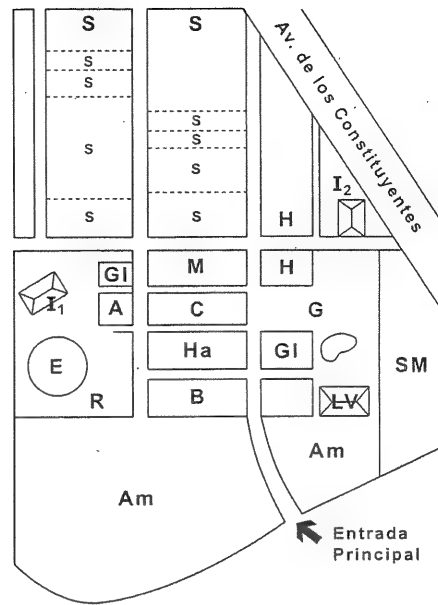 S
S
Av. de los Constituyentes
S
S
S
S
S
S
S
S
I₂
H
GI
M
H
I₁
A
C
G
E
Ha
GI
SM
R
B
LV
Am
Am
Entrada
Principal